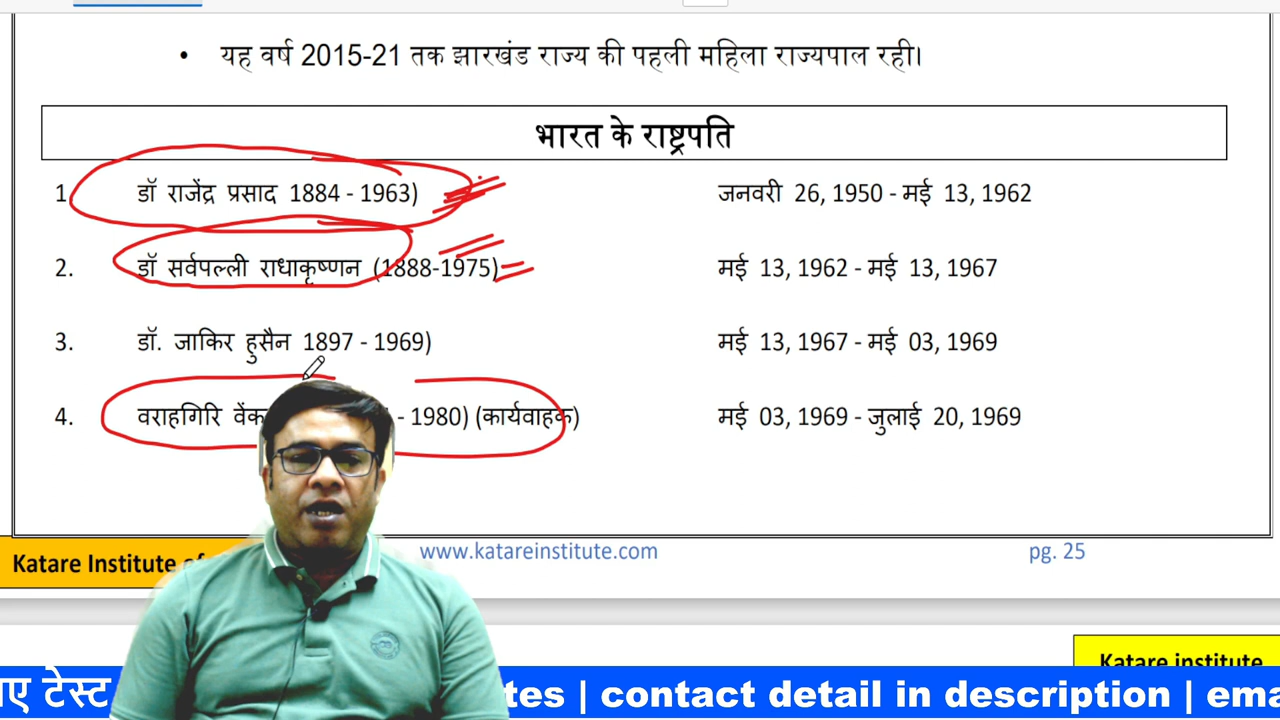 • यह वर्ष 2015-21 तक झारखंड राज्य की पहली महिला राज्यपाल रही।
भारत के राष्ट्रपति
1. डॉ राजेंद्र प्रसाद 1884 - 1963) जनवरी 26, 1950 - मई 13, 1962
2. डॉ सर्वपल्ली राधाकृष्णन (1888-1975) मई 13, 1962 - मई 13, 1967
3. डॉ. जाकिर हुसैन 1897 - 1969) मई 13, 1967 - मई 03, 1969
4. वराहगिरि - 1980) (कार्यवाहक) मई 03, 1969 - जुलाई 20, 1969
Katare Institute www.katareinstitute.com pg. 25
Katare institute
टेस्ट | contact detail in description |